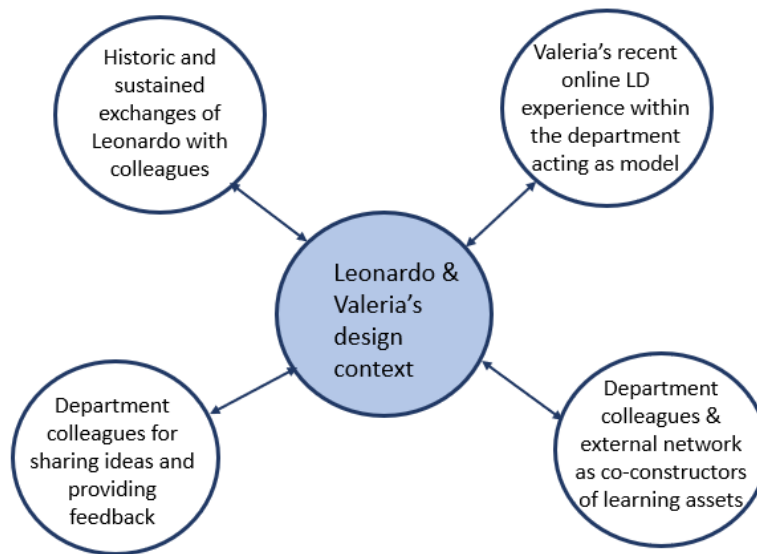 Historic and
sustained
exchanges of
Leonardo with
colleagues
Valeria's recent
online LD
experience within
the department
acting as model
Leonardo &
Valeria's
design
context
Department
colleagues for
sharing ideas and
providing
feedback
Department
colleagues &
external network
as co-constructors
of learning assets